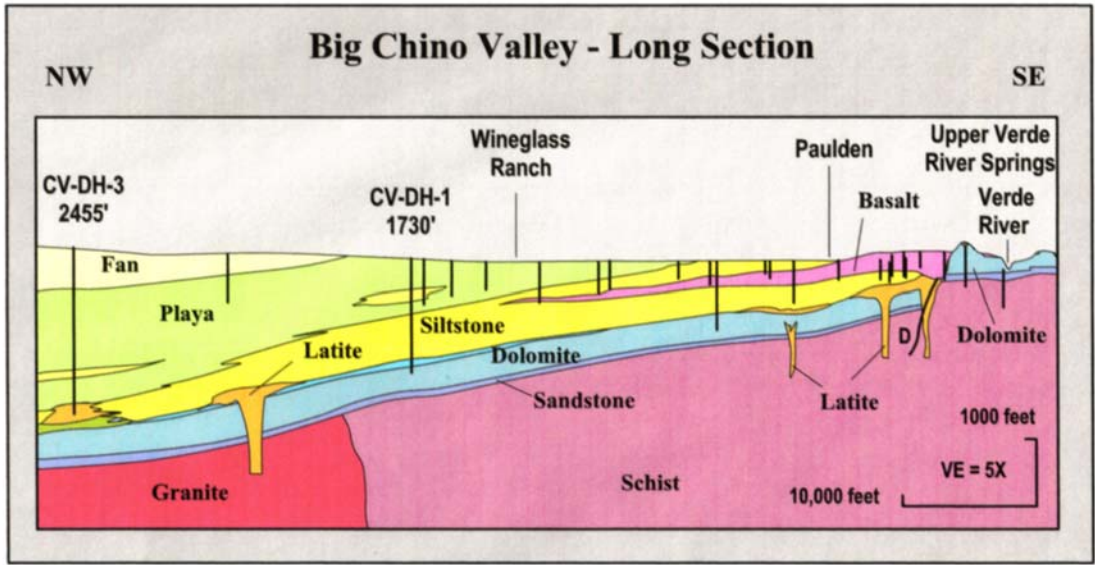 Big Chino Valley - Long Section
NW
SE
CV-DH-3
2455'
CV-DH-1
1730'
Wineglass
Ranch
Paulden
Upper Verde
River Springs
Verde
River
Basalt
Fan
Playa
Siltstone
Latite
Dolomite
Sandstone
D
Dolomite
Latite
Granite
Schist
1000 feet
VE = 5X
10,000 feet